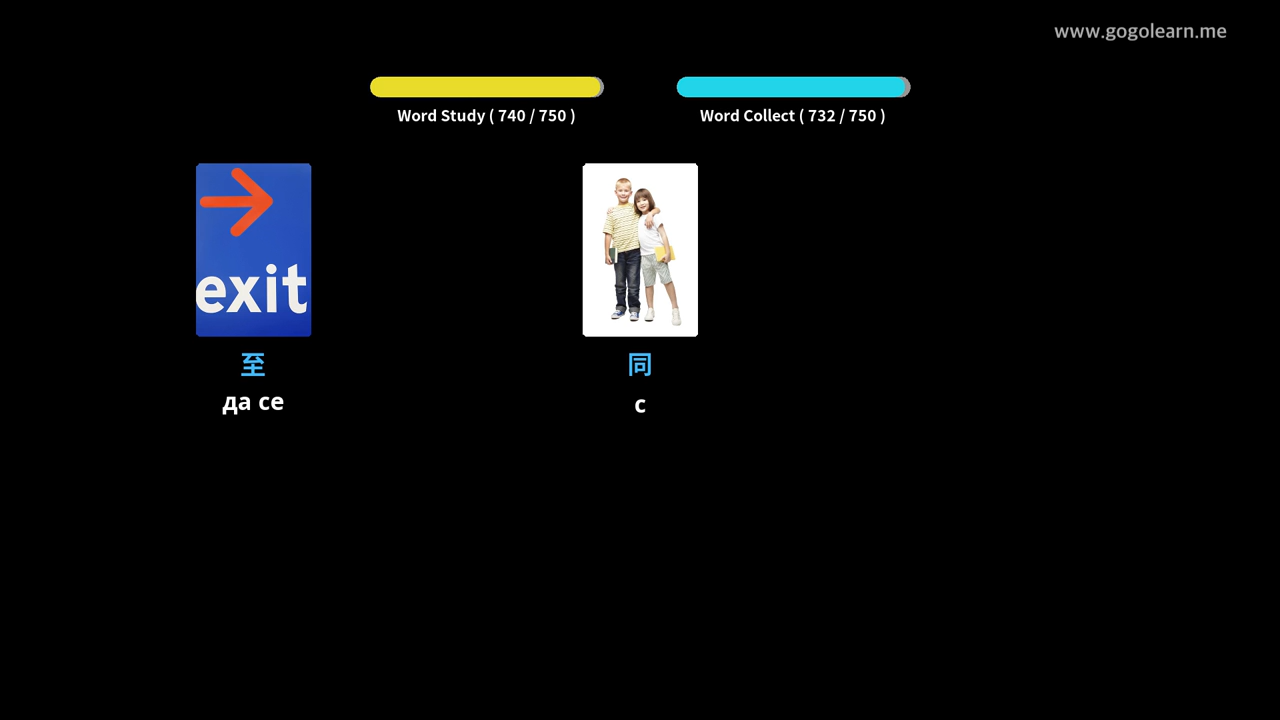 www.gogolearn.me
Word Study ( 740 / 750 )
Word Collect ( 732 / 750 )
exit
至
да се
同
с